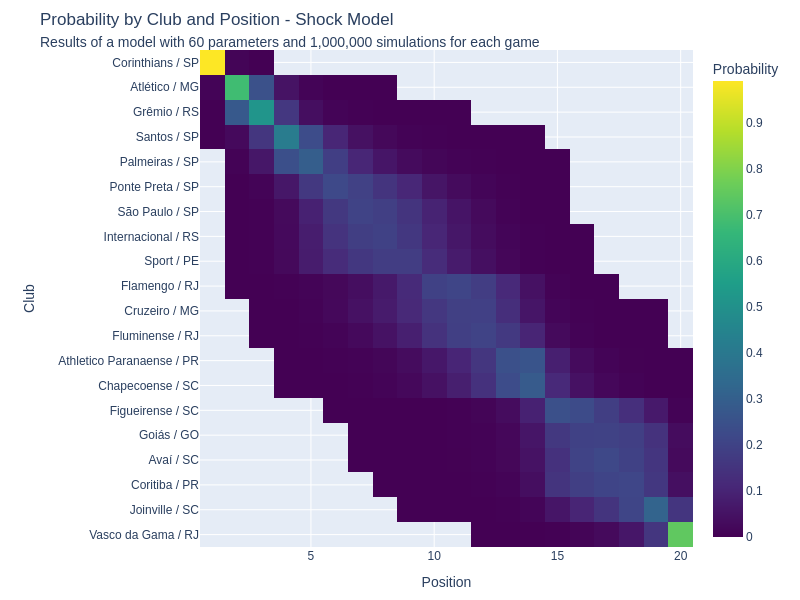 Probability by Club and Position - Shock Model
Results of a model with 60 parameters and 1,000,000 simulations for each game
Probability
Corinthians / SP
Atlético / MG
Grêmio / RS
Santos / SP
Palmeiras / SP
Ponte Preta / SP
São Paulo / SP
Internacional / RS
Sport / PE
Flamengo / RJ
Cruzeiro / MG
Fluminense / RJ
Athletico Paranaense / PR
Chapecoense / SC
Figueirense / SC
Goiás / GO
Avaí / SC
Coritiba / PR
Joinville / SC
Vasco da Gama / RJ
Club
5
10
15
20
Position
0.9
0.8
0.7
0.6
0.5
0.4
0.3
0.2
0.1
0